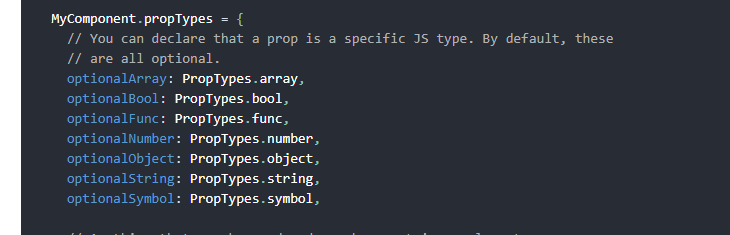 MyComponent.propTypes = {
// You can declare that a prop is a specific JS type. By default, these
// are all optional.
optionalArray: PropTypes.array,
optionalBool: PropTypes.bool,
optionalFunc: PropTypes.func,
optionalNumber: PropTypes.number,
optionalObject: PropTypes.object,
optionalString: PropTypes.string,
optionalSymbol: PropTypes.symbol,